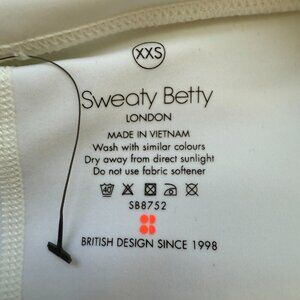 XXS
Sweaty Betty
LONDON
MADE IN VIETNAM
Wash with similar colours
Dry away from direct sunlight
Do not use fabric softener
40
SB8752
BRITISH DESIGN SINCE 1998